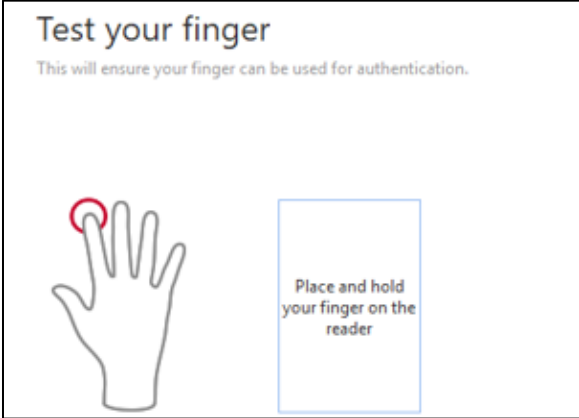 Test your finger
This will ensure your finger can be used for authentication.
Place and hold
your finger on the
reader